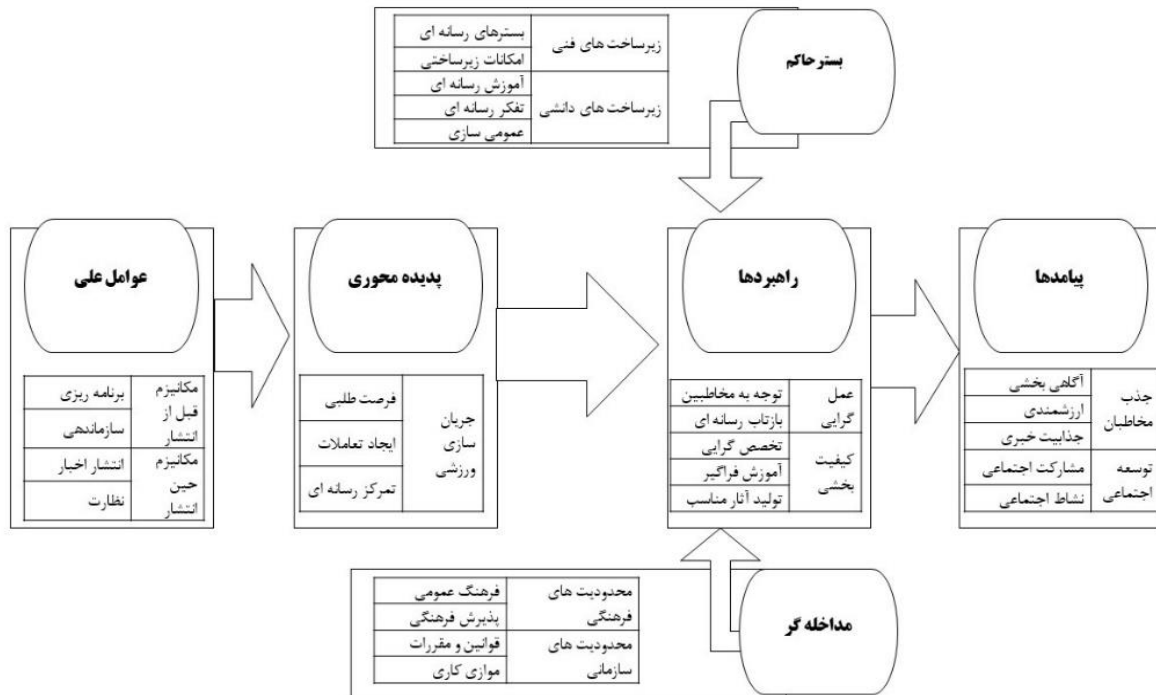 بستر حاکم
زیرساخت های فنی
بسترهای رسانه ای
امکانات زیرساختی
زیرساخت های دانشی
آموزش رسانه ای
تفکر رسانه ای
عمومی سازی
عوامل علی
مکانیزم
قبل از
انتشار
برنامه ریزی
سازماندهی
مکانیزم
حین
انتشار
انتشار اخبار
نظارت
پدیده محوری
جریان
سازی
ورزشی
فرصت طلبی
ایجاد تعاملات
تمرکز رسانه ای
راهبردها
عمل
گرایی
توجه به مخاطبین
بازتاب رسانه ای
کیفیت
بخشی
تخصص گرایی
آموزش فراگیر
تولید آثار مناسب
پیامدها
جذب
مخاطبان
آگاهی بخشی
ارزشمندی
جذابیت خبری
توسعه
اجتماعی
مشارکت اجتماعی
نشاط اجتماعی
مداخله گر
محدودیت های
فرهنگی
فرهنگ عمومی
پذیرش فرهنگی
محدودیت های
سازمانی
قوانین و مقررات
موازی کاری